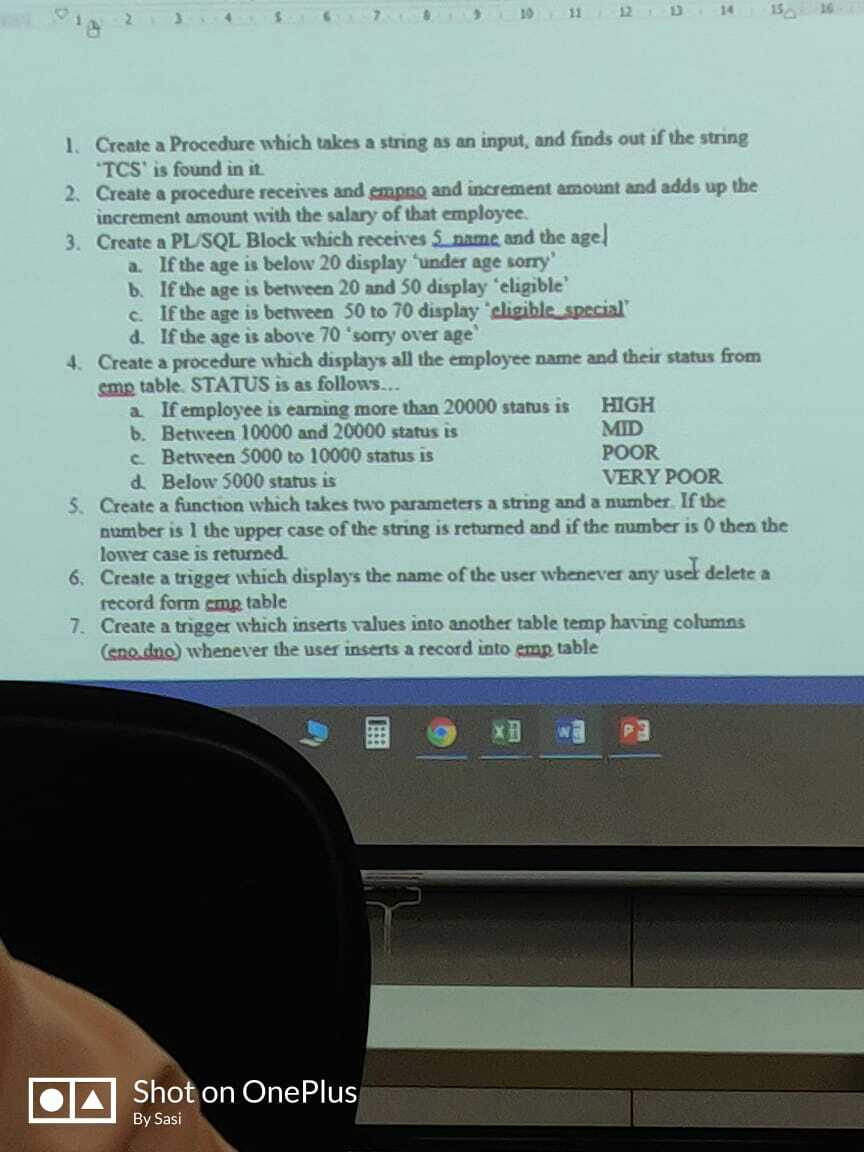 1 2 3 4 5 6 7 8 9 10 11 12 13 14 15 16
1. Create a Procedure which takes a string as an input, and finds out if the string
'TCS' is found in it.
2. Create a procedure receives and empno and increment amount and adds up the
increment amount with the salary of that employee.
3. Create a PL/SQL Block which receives 5 name and the age
a. If the age is below 20 display 'under age sorry'
b. If the age is between 20 and 50 display 'eligible'
c. If the age is between 50 to 70 display 'eligible_special'
d. If the age is above 70 'sorry over age'
4. Create a procedure which displays all the employee name and their status from
emp table. STATUS is as follows...
a. If employee is earning more than 20000 status is HIGH
b. Between 10000 and 20000 status is MID
c. Between 5000 to 10000 status is POOR
d. Below 5000 status is VERY POOR
5. Create a function which takes two parameters a string and a number. If the
number is 1 the upper case of the string is returned and if the number is 0 then the
lower case is returned.
6. Create a trigger which displays the name of the user whenever any user delete a
record form emp table
7. Create a trigger which inserts values into another table temp having columns
(eno,dno) whenever the user inserts a record into emp table
Shot on OnePlus
By Sasi